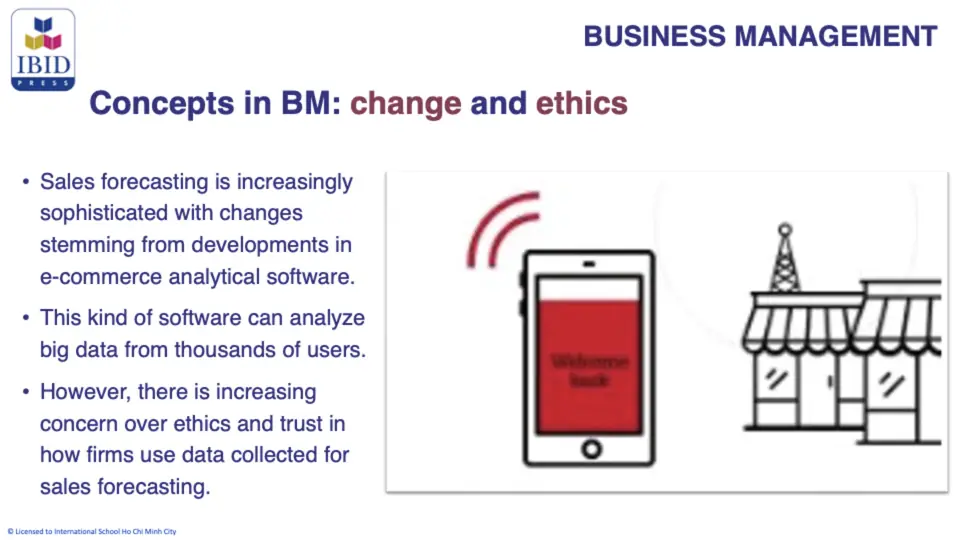 IBID
PRESS
BUSINESS MANAGEMENT
Concepts in BM: change and ethics
• Sales forecasting is increasingly
sophisticated with changes
stemming from developments in
e-commerce analytical software.
• This kind of software can analyze
big data from thousands of users.
• However, there is increasing
concern over ethics and trust in
how firms use data collected for
sales forecasting.
Welcome
back
© Licensed to International School Ho Chi Minh City